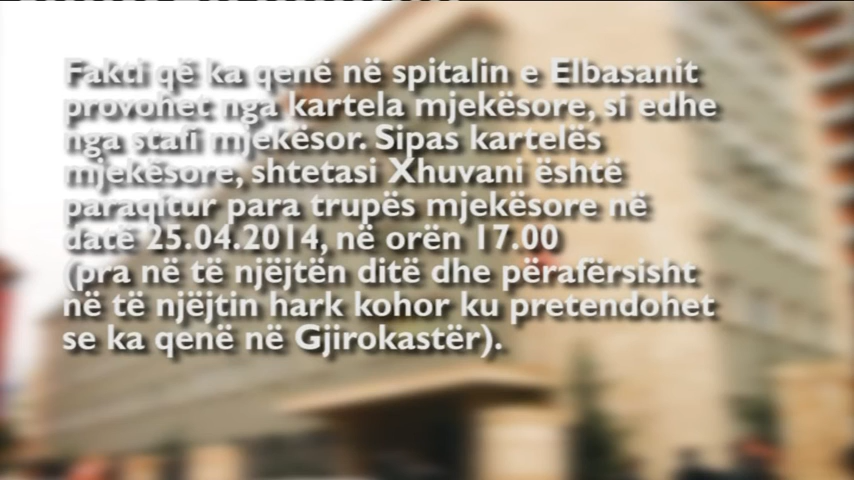 Fakti që ka qenë në spitalin e Elbasanit
provohet nga kartela mjekësore, si edhe
nga stafi mjekësor. Sipas kartelës
mjekësore, shtetasi Xhuvani është
paraqitur para trupës mjekësore në
datë 25.04.2014, në orën 17.00
(pra në të njëjtën ditë dhe përafërsisht
në të njëjtin hark kohor ku pretendohet
se ka qenë në Gjirokastër).